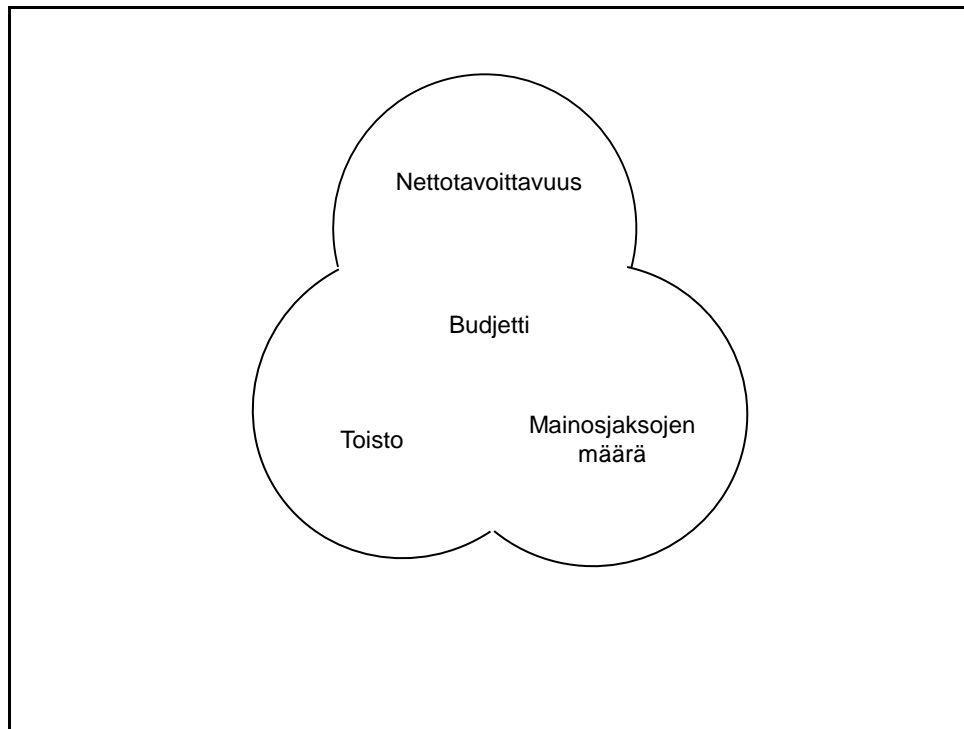 Nettotavoittavuus
Budjetti
Toisto
Mainosjaksojen
määrä